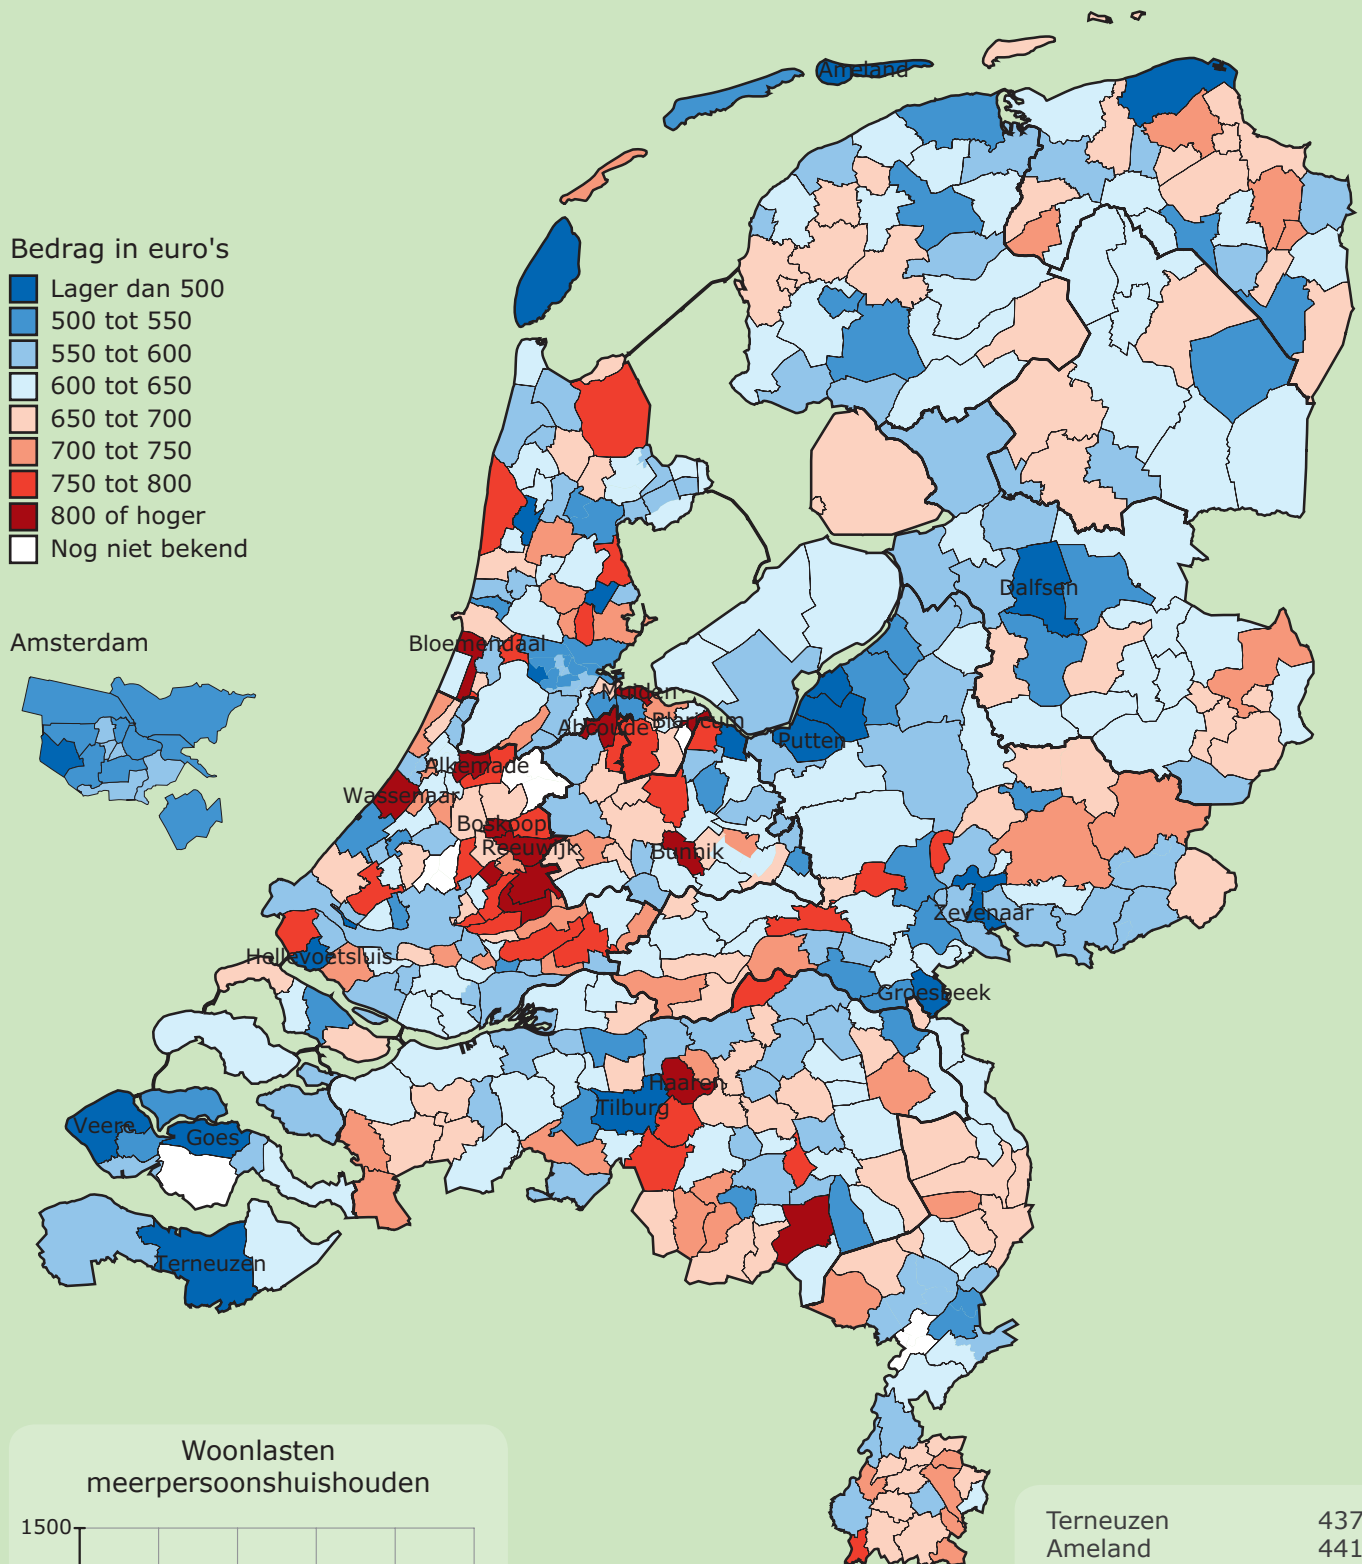 Ameland
Bedrag in euro's
Lager dan 500
500 tot 550
550 tot 600
600 tot 650
650 tot 700
700 tot 750
750 tot 800
800 of hoger
Nog niet bekend
Dalfsen
Amsterdam
Bloemendaal
Muiden
Abcoude Blaricum
Putten
Alkemade
Wassenaar
Boskoop
Reeuwijk Bunnik
Zevenaar
Hellevoetsluis
Groesbeek
Haaren
Tilburg
Veere
Goes
Terneuzen
Woonlasten
meerpersoonshuishouden
1500
Terneuzen 437
Ameland 441